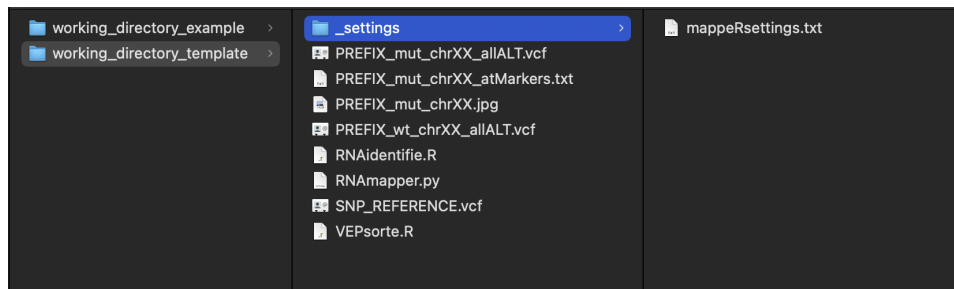 working_directory_example
working_directory_template
_settings
PREFIX_mut_chrXX_allALT.vcf
PREFIX_mut_chrXX_atMarkers.txt
PREFIX_mut_chrXX.jpg
PREFIX_wt_chrXX_allALT.vcf
RNAidentifie.R
RNAmapper.py
SNP_REFERENCE.vcf
VEPsorte.R
mappeRsettings.txt